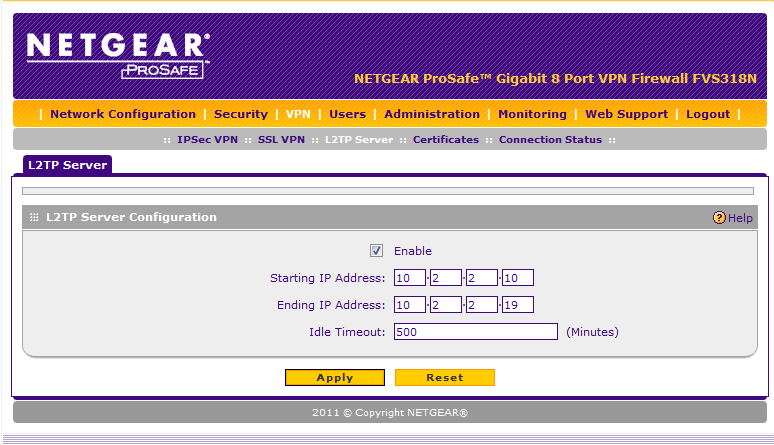 NETGEAR®
PROSAFE
NETGEAR ProSafe™ Gigabit 8 Port VPN Firewall FVS318N
| Network Configuration | Security | VPN | Users | Administration | Monitoring | Web Support | Logout |
:: IPSec VPN :: SSL VPN :: L2TP Server :: Certificates :: Connection Status ::
L2TP Server
L2TP Server Configuration ? Help
Enable
Starting IP Address: 10 . 2 . 2 . 10
Ending IP Address: 10 . 2 . 2 . 19
Idle Timeout: 500 (Minutes)
Apply Reset
2011 © Copyright NETGEAR®